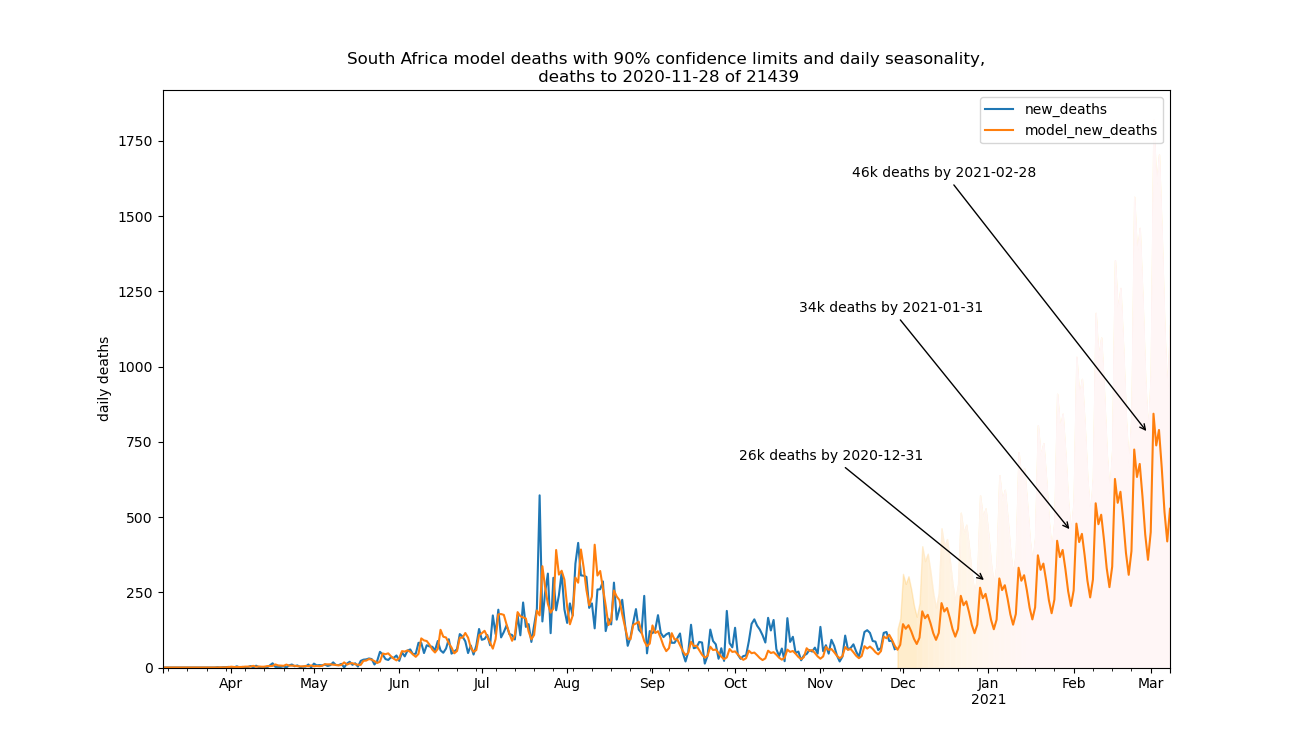 South Africa model deaths with 90% confidence limits and daily seasonality,
deaths to 2020-11-28 of 21439
new_deaths
model_new_deaths
1750
46k deaths by 2021-02-28
1500
1250
34k deaths by 2021-01-31
1000
daily deaths
750
26k deaths by 2020-12-31
500
250
0
Apr May Jun Jul Aug Sep Oct Nov Dec Jan Feb Mar
2021